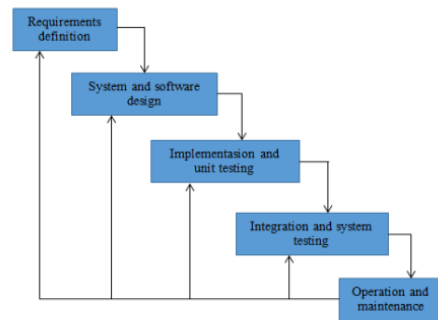 Requirements
definition
System and software
design
Implementasion and
unit testing
Integration and system
testing
Operation and
maintenance